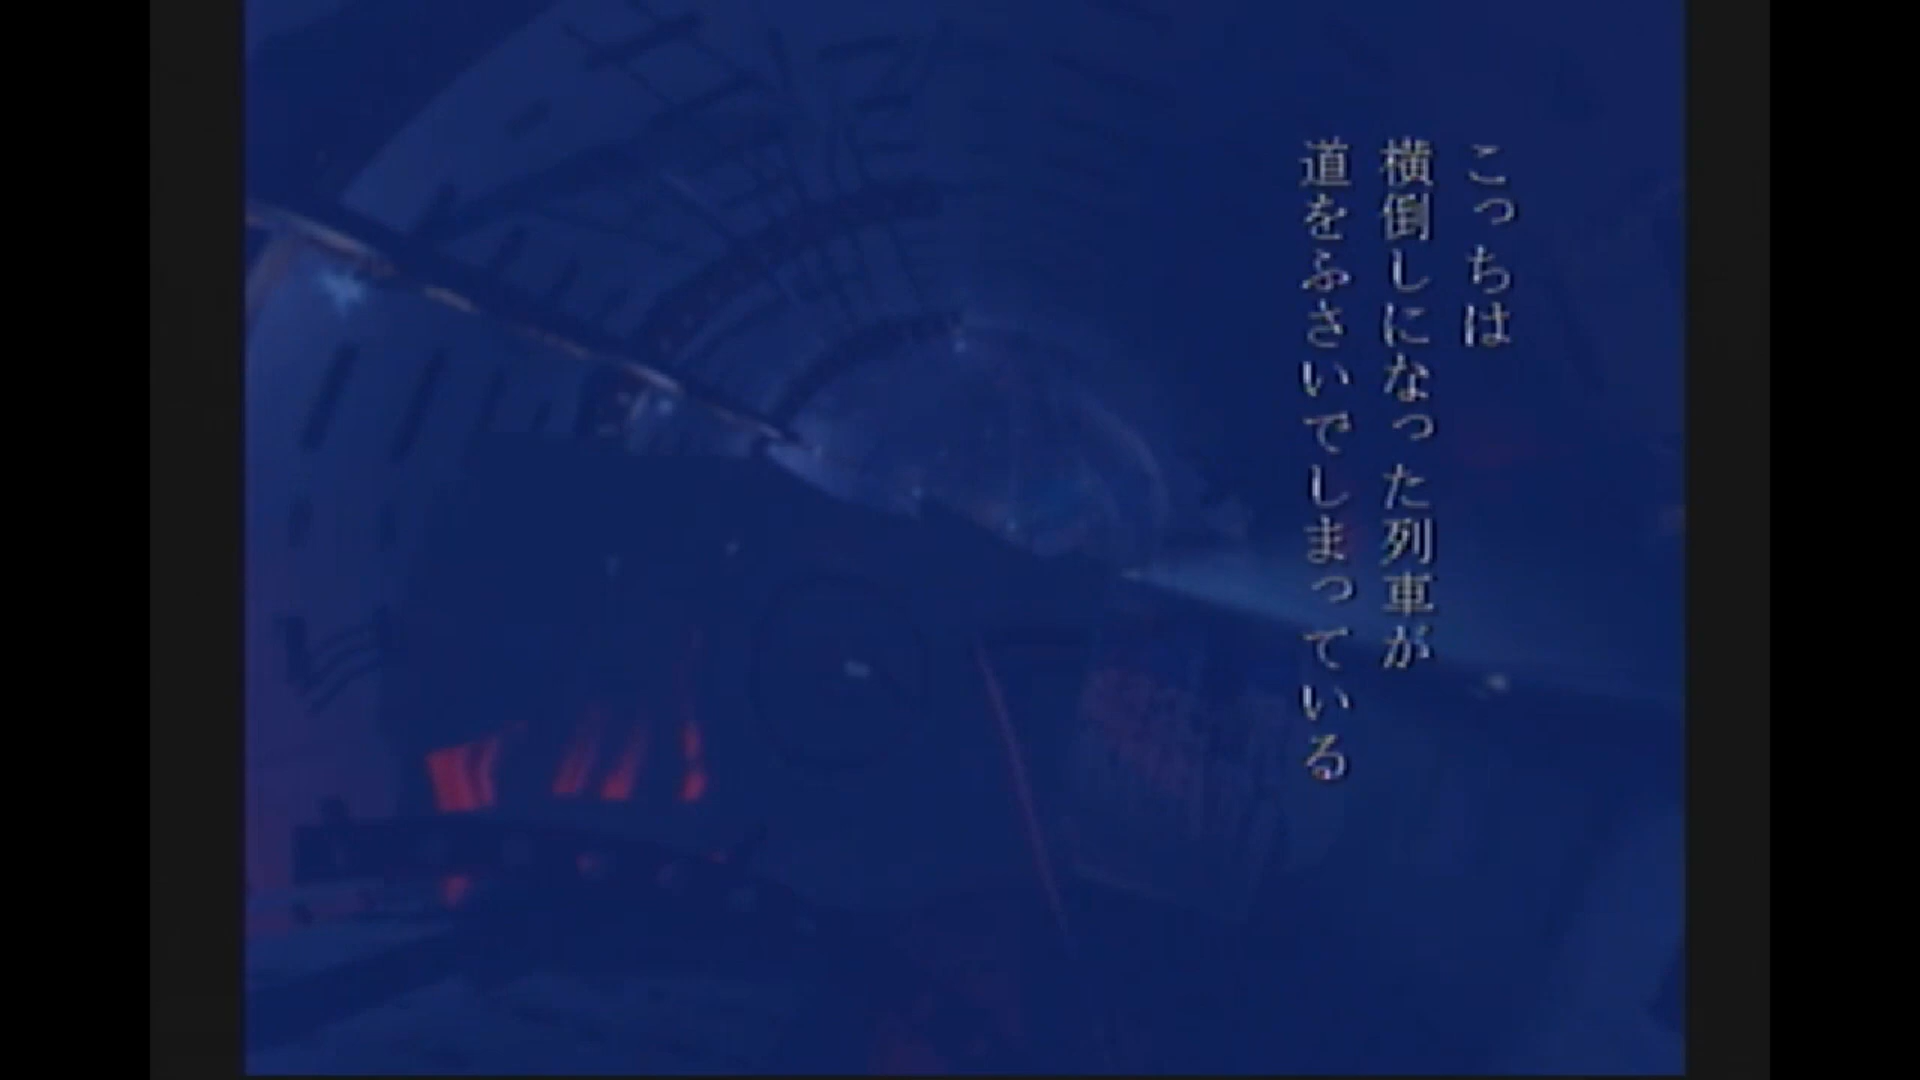 こっちは
横倒しになった列車が
道をふさいでしまっている